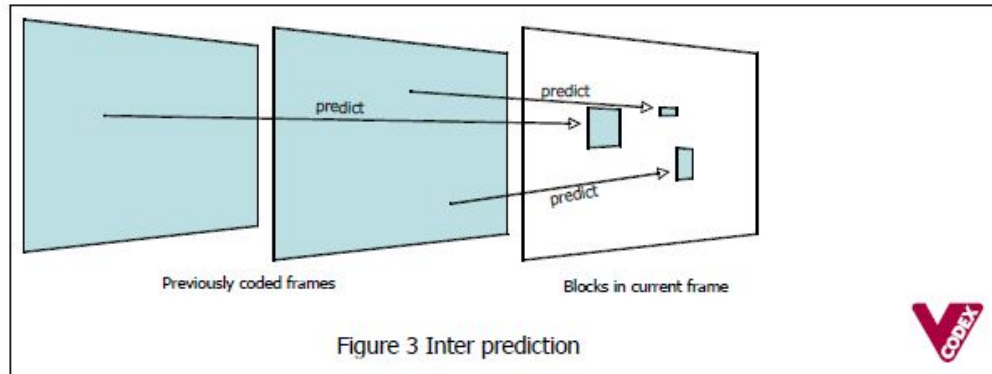 predict
predict
predict
Previously coded frames
Blocks in current frame
Figure 3 Inter prediction
V
CODEX